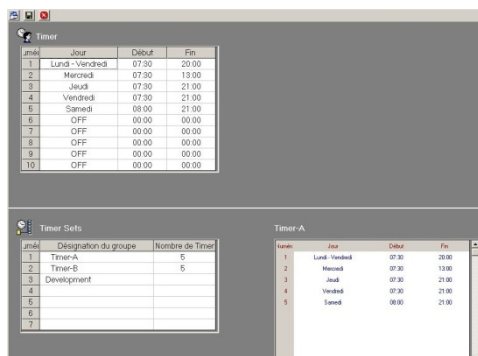 Timer
umé Jour Début Fin
1 Lundi - Vendredi 07:30 20:00
2 Mercredi 07:30 13:00
3 Jeudi 07:30 21:00
4 Vendredi 07:30 21:00
5 Samedi 08:00 21:00
6 OFF 00:00 00:00
7 OFF 00:00 00:00
8 OFF 00:00 00:00
9 OFF 00:00 00:00
10 OFF 00:00 00:00
Timer Sets
umé Désignation du groupe Nombre de Timer
1 Timer-A 5
2 Timer-B 5
3 Development
4
5
6
7
Timer-A
Numéo Jour Début Fin
1 Lundi - Vendredi 07:30 20:00
2 Mercredi 07:30 13:00
3 Jeudi 07:30 21:00
4 Vendredi 07:30 21:00
5 Samedi 08:00 21:00